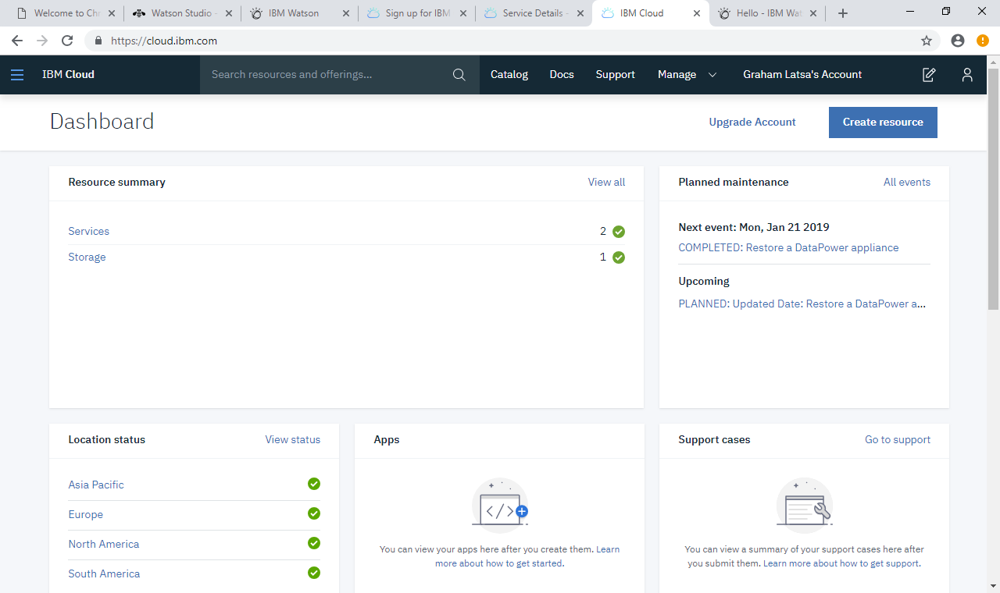 Welcome to Chr
Watson Studio -
IBM Watson
Sign up for IBM
Service Details -
IBM Cloud
Hello - IBM Wat
https://cloud.ibm.com
IBM Cloud
Search resources and offerings...
Catalog
Docs
Support
Manage
Graham Latsa's Account
Dashboard
Upgrade Account
Create resource
Resource summary
View all
Services
2
Storage
1
Planned maintenance
All events
Next event: Mon, Jan 21 2019
COMPLETED: Restore a DataPower appliance
Upcoming
PLANNED: Updated Date: Restore a DataPower a...
Location status
View status
Asia Pacific
Europe
North America
South America
Apps
You can view your apps here after you create them. Learn
more about how to get started.
Support cases
Go to support
You can view a summary of your support cases here after
you submit them. Learn more about how to get support.